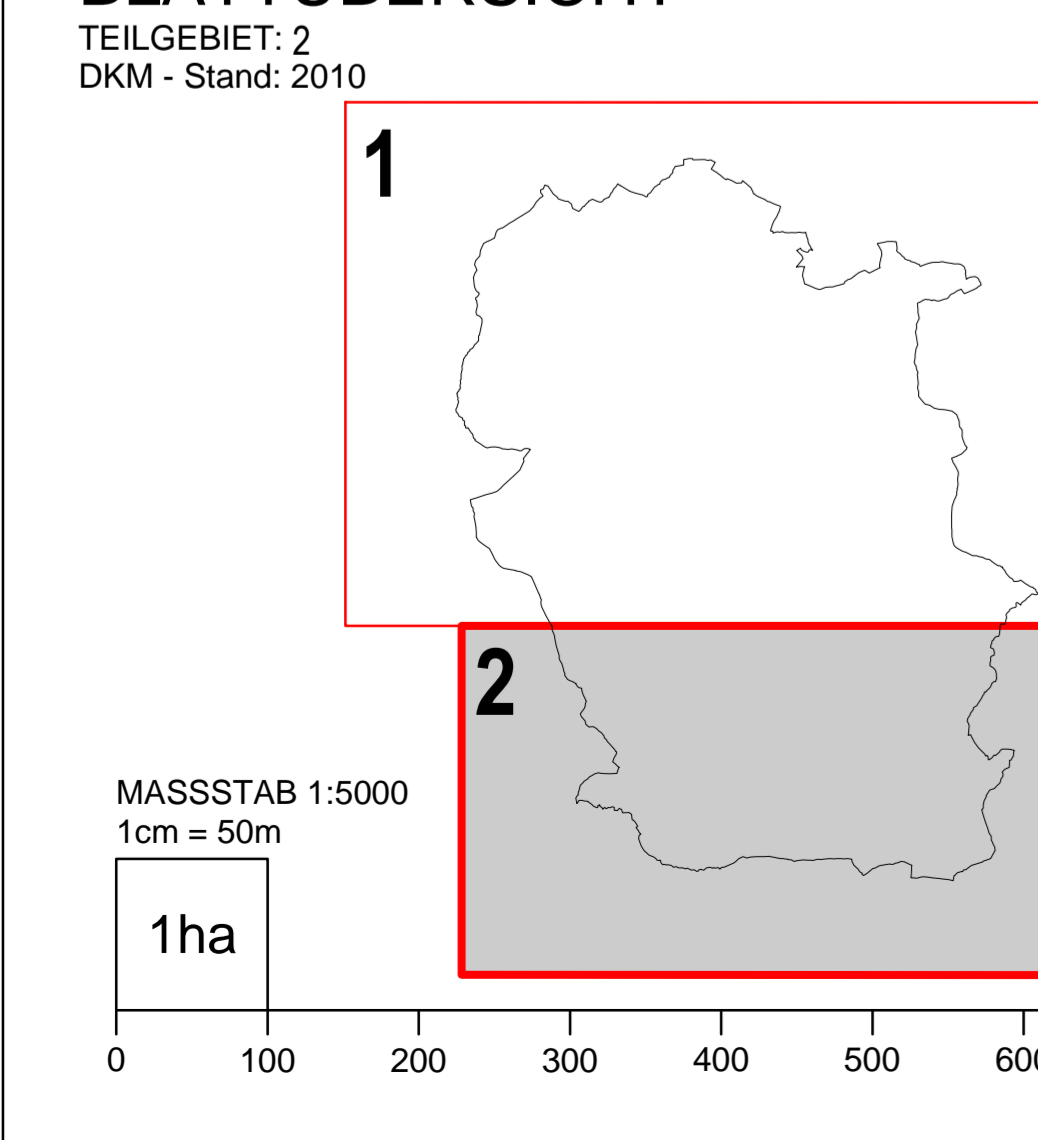 TEILGEBIET: 2
DKM - Stand: 2010
1
2
MASSSTAB 1:5000
1cm = 50m
1ha
0 100 200 300 400 500